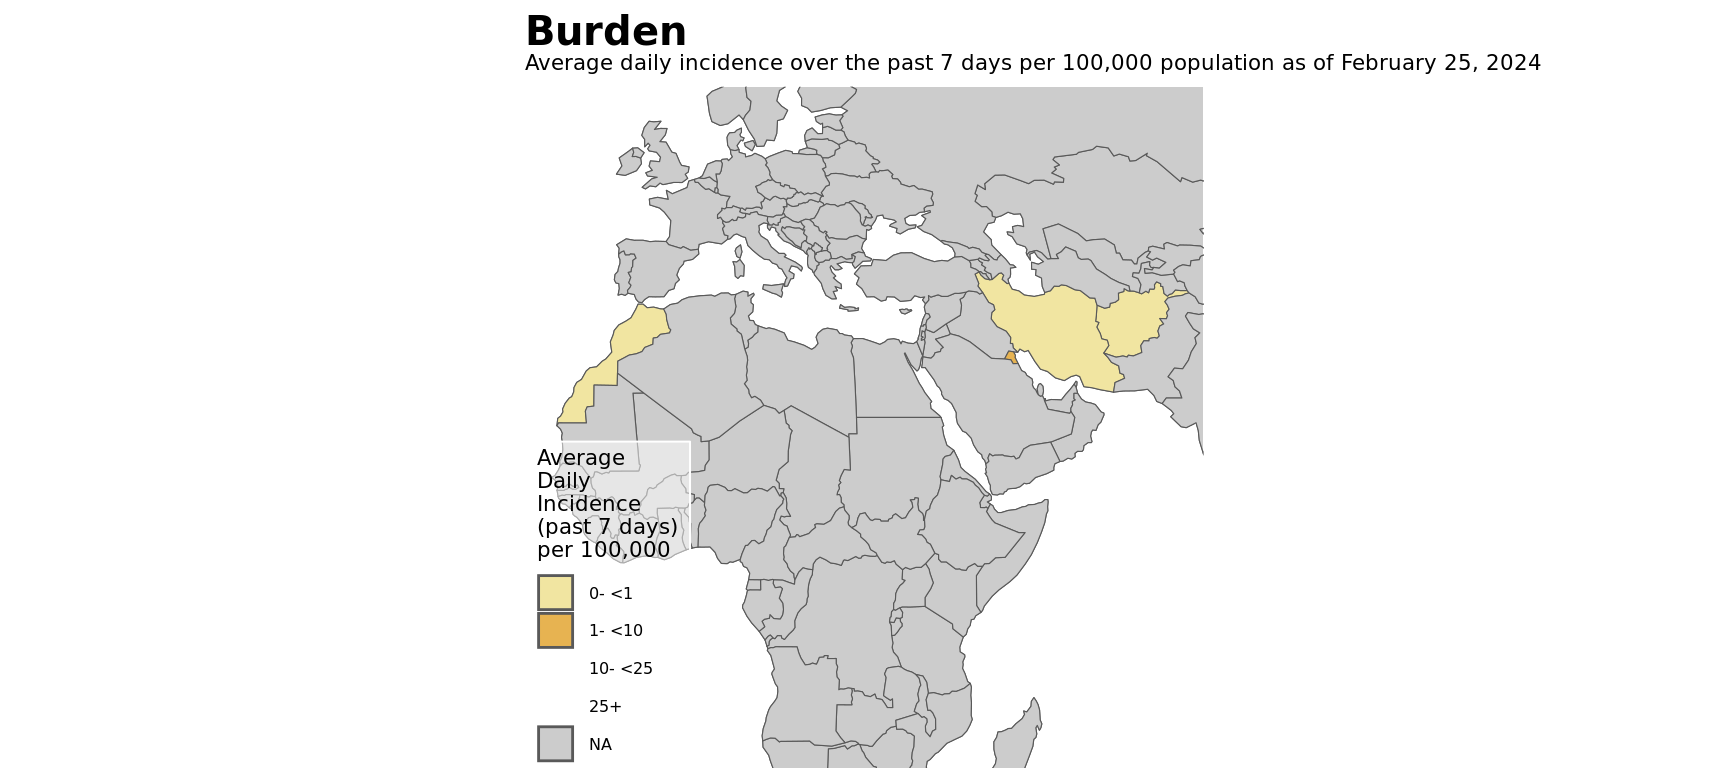 Burden
Average daily incidence over the past 7 days per 100,000 population as of February 25, 2024
Average
Daily
Incidence
(past 7 days)
per 100,000
0- <1
1- <10
10- <25
25+
NA